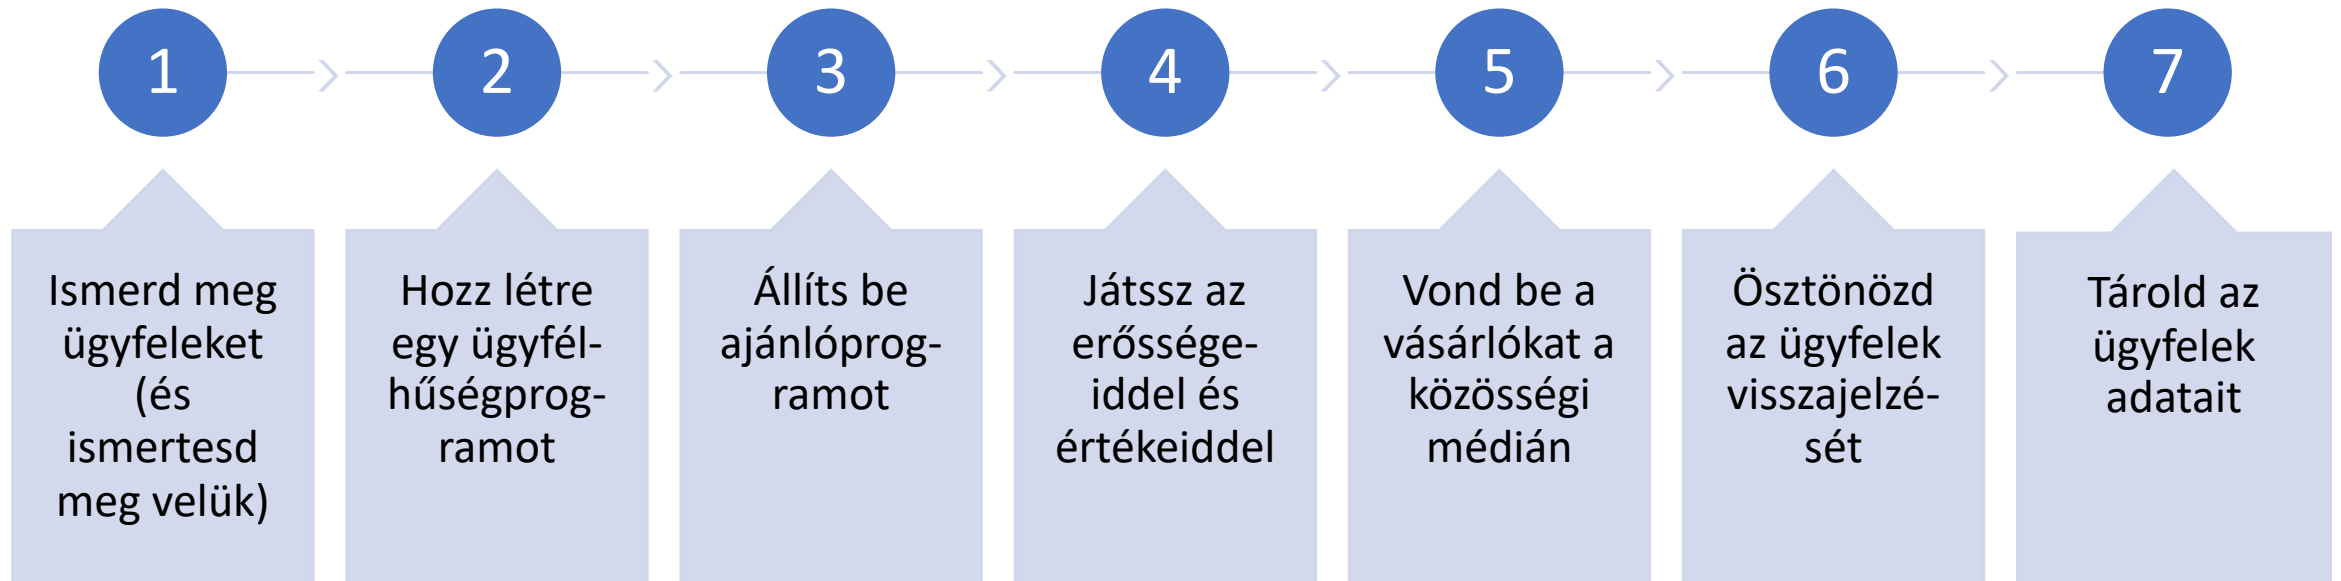 1
2
3
4
5
6
7
Ismerd meg
ügyfeleket
(és
ismertesd
meg velük)
Hozz létre
egy ügyfél-
hűségprog-
ramot
Állíts be
ajánlóprog-
ramot
Játssz az
erőssége-
iddel és
értékeiddel
Vond be a
vásárlókat a
közösségi
médián
Ösztönözd
az ügyfelek
visszajelzé-
sét
Tárold az
ügyfelek
adatait